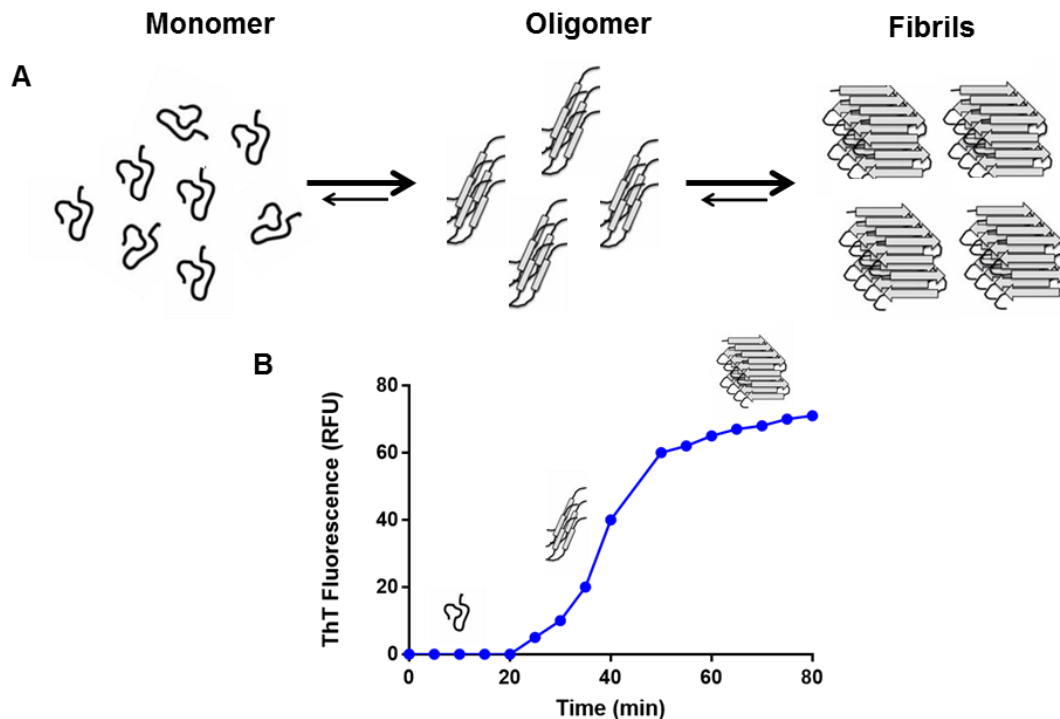 Monomer
Oligomer
Fibrils
A
B
ThT Fluorescence (RFU)
80
60
40
20
0
0 20 40 60 80
Time (min)